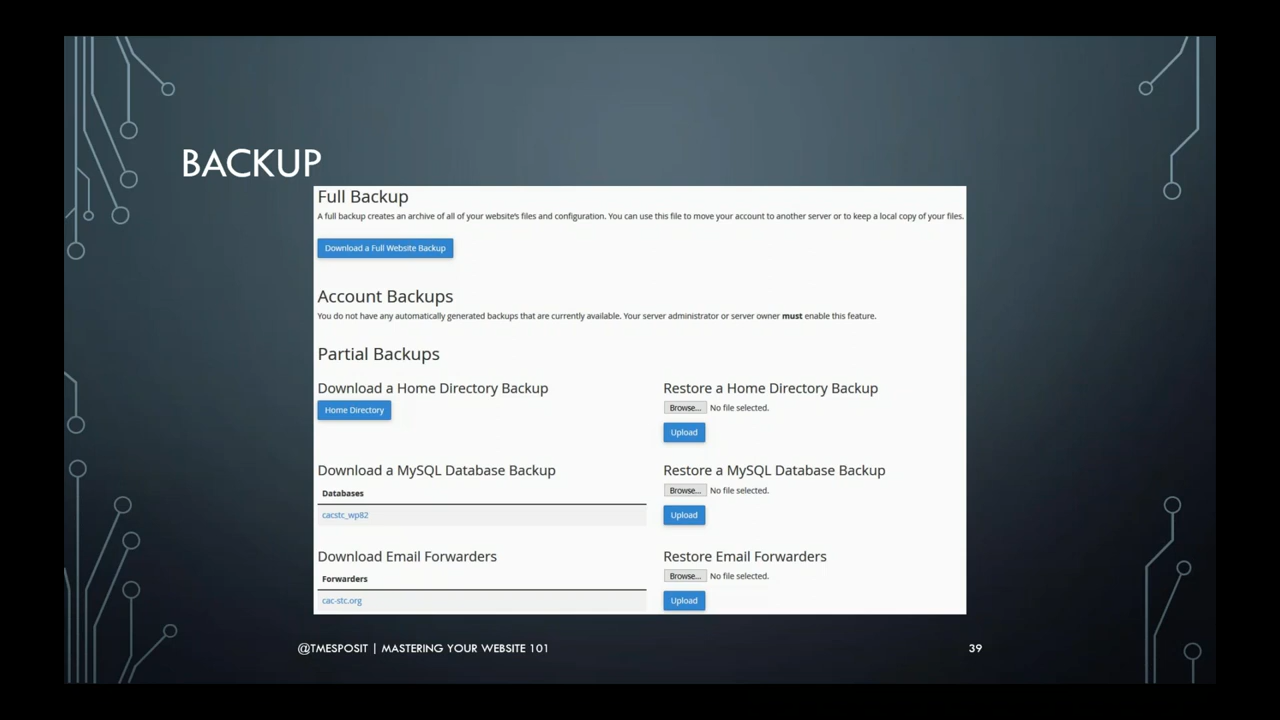 BACKUP
Full Backup
A full backup creates an archive of all of your website's files and configuration. You can use this file to move your account to another server or to keep a local copy of your files.
Download a Full Website Backup
Account Backups
You do not have any automatically generated backups that are currently available. Your server administrator or server owner must enable this feature.
Partial Backups
Download a Home Directory Backup
Home Directory
Restore a Home Directory Backup
Browse... No file selected.
Upload
Download a MySQL Database Backup
Databases
cacstc_wp82
Restore a MySQL Database Backup
Browse... No file selected.
Upload
Download Email Forwarders
Forwarders
cac-stc.org
Restore Email Forwarders
Browse... No file selected.
Upload
@TMESPOSIT | MASTERING YOUR WEBSITE 101
39